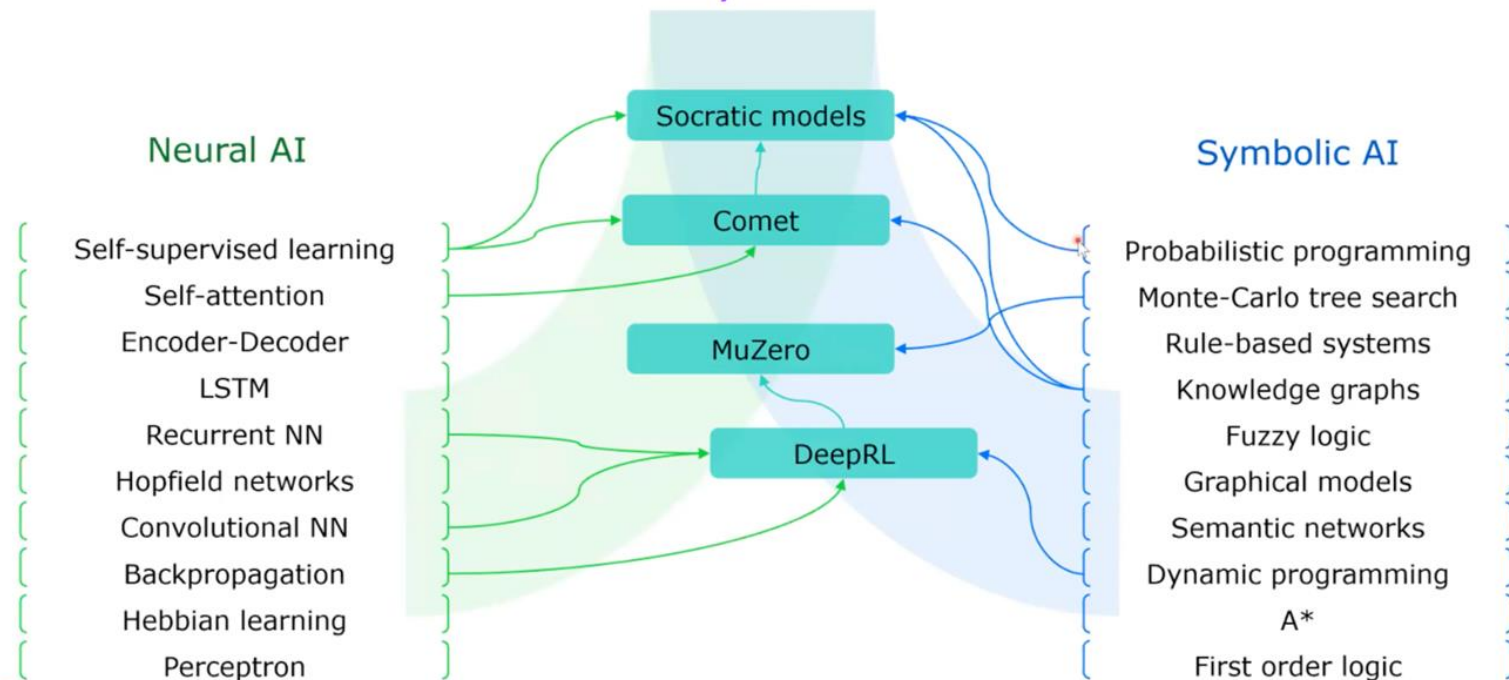 Socratic models
Neural AI
Symbolic AI
Comet
Self-supervised learning
Probabilistic programming
Self-attention
Monte-Carlo tree search
Encoder-Decoder
Rule-based systems
MuZero
LSTM
Knowledge graphs
Recurrent NN
Fuzzy logic
DeepRL
Hopfield networks
Graphical models
Convolutional NN
Semantic networks
Backpropagation
Dynamic programming
Hebbian learning
A*
Perceptron
First order logic